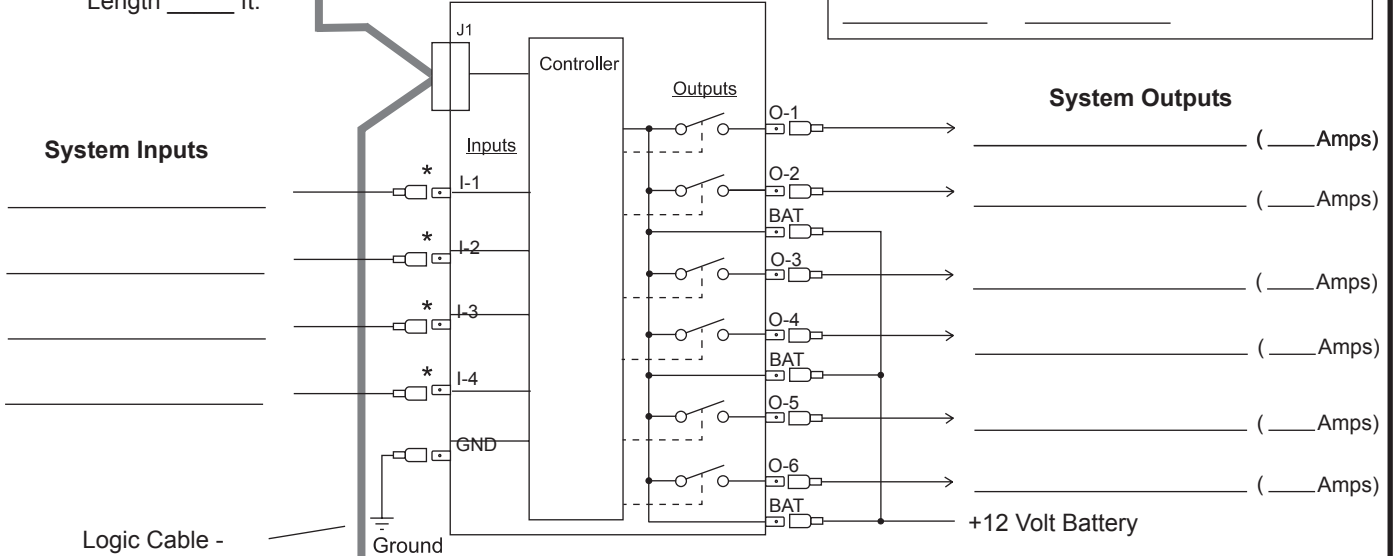 Length _____ ft.
J1
Controller
Outputs
System Outputs
System Inputs
Inputs
O-1
( ____Amps)
* I-1
O-2
( ____Amps)
BAT
* I-2
O-3
( ____Amps)
* I-3
O-4
( ____Amps)
BAT
* I-4
O-5
( ____Amps)
GND
O-6
( ____Amps)
BAT
+12 Volt Battery
Logic Cable -
Ground